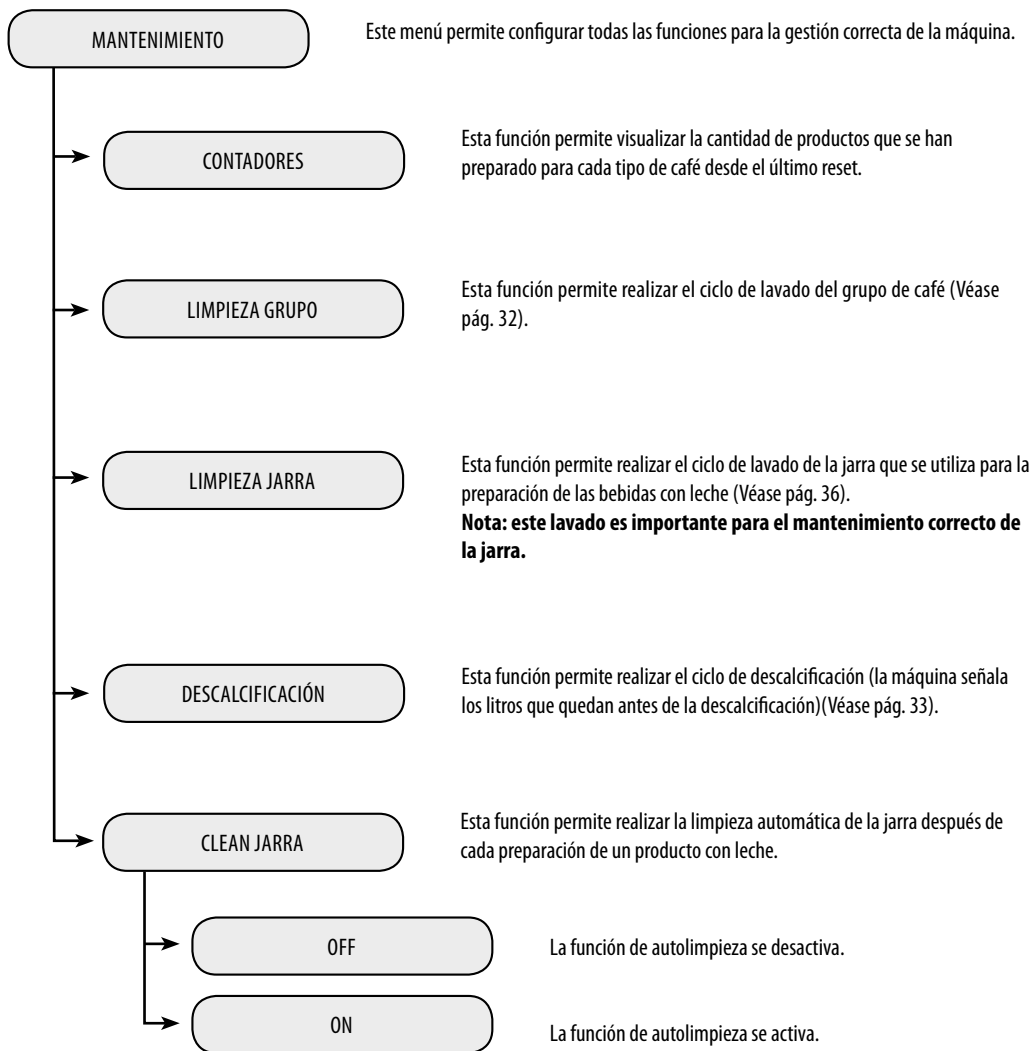 MANTENIMIENTO
Este menú permite configurar todas las funciones para la gestión correcta de la máquina.
CONTADORES
Esta función permite visualizar la cantidad de productos que se han
preparado para cada tipo de café desde el último reset.
LIMPIEZA GRUPO
Esta función permite realizar el ciclo de lavado del grupo de café (Véase
pág. 32).
LIMPIEZA JARRA
Esta función permite realizar el ciclo de lavado de la jarra que se utiliza para la
preparación de las bebidas con leche (Véase pág. 36).
Nota: este lavado es importante para el mantenimiento correcto de
la jarra.
DESCALCIFICACIÓN
Esta función permite realizar el ciclo de descalcificación (la máquina señala
los litros que quedan antes de la descalcificación)(Véase pág. 33).
CLEAN JARRA
Esta función permite realizar la limpieza automática de la jarra después de
cada preparación de un producto con leche.
OFF
La función de autolimpieza se desactiva.
ON
La función de autolimpieza se activa.